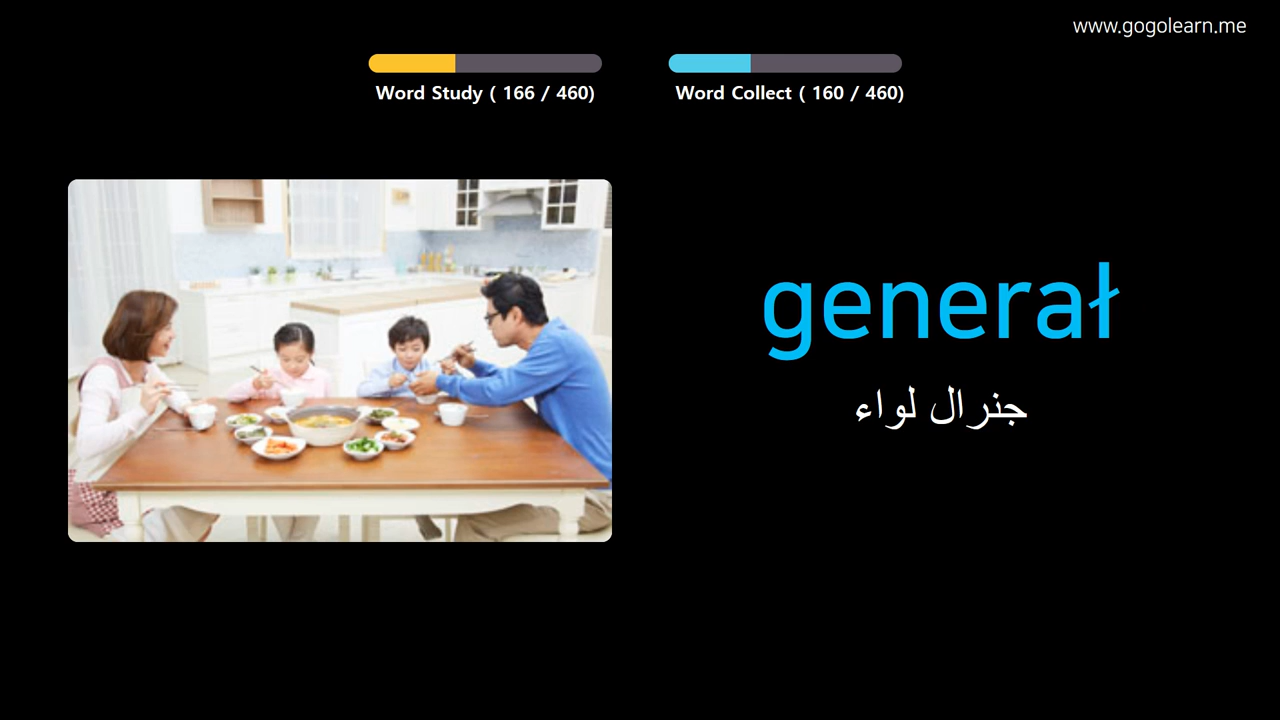 www.gogolearn.me
Word Study ( 166 / 460)
Word Collect ( 160 / 460)
generał
جنرال لواء